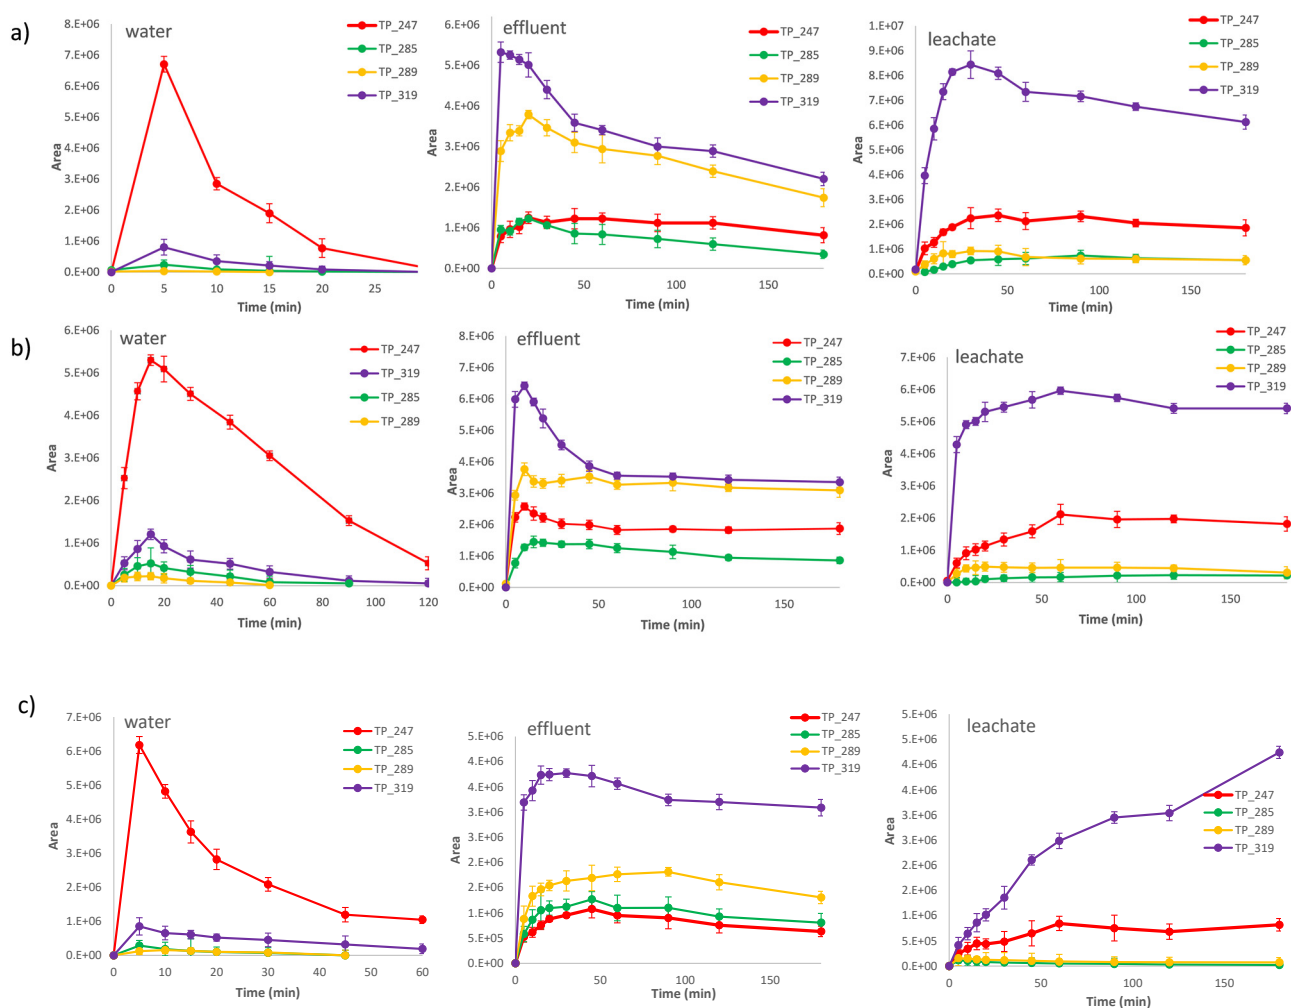 a)
water
8.E+06
7.E+06
6.E+06
5.E+06
4.E+06
3.E+06
2.E+06
1.E+06
0.E+00
Area
0
5
10
15
20
25
Time (min)
TP_247
TP_285
TP_289
TP_319
effluent
6.E+06
5.E+06
4.E+06
3.E+06
2.E+06
1.E+06
0.E+00
Area
0
50
100
150
Time (min)
TP_247
TP_285
TP_289
TP_319
leachate
1.E+07
9.E+06
8.E+06
7.E+06
6.E+06
5.E+06
4.E+06
3.E+06
2.E+06
1.E+06
0.E+00
Area
0
50
100
150
Time (min)
TP_247
TP_285
TP_289
TP_319
b)
water
6.E+06
5.E+06
4.E+06
3.E+06
2.E+06
1.E+06
0.E+00
Area
0
20
40
60
80
100
120
Time (min)
TP_247
TP_319
TP_285
TP_289
effluent
8.E+06
7.E+06
6.E+06
5.E+06
4.E+06
3.E+06
2.E+06
1.E+06
0.E+00
Area
0
50
100
150
Time (min)
TP_247
TP_285
TP_289
TP_319
leachate
7.E+06
6.E+06
5.E+06
4.E+06
3.E+06
2.E+06
1.E+06
0.E+00
Area
0
50
100
150
Time (min)
TP_247
TP_285
TP_289
TP_319
c)
water
7.E+06
6.E+06
5.E+06
4.E+06
3.E+06
2.E+06
1.E+06
0.E+00
Area
0
10
20
30
40
50
60
Time (min)
TP_247
TP_285
TP_289
TP_319
effluent
5.E+06
4.E+06
4.E+06
3.E+06
3.E+06
2.E+06
2.E+06
1.E+06
5.E+05
0.E+00
Area
0
50
100
150
Time (min)
TP_247
TP_285
TP_289
TP_319
leachate
5.E+06
5.E+06
4.E+06
4.E+06
3.E+06
3.E+06
2.E+06
2.E+06
1.E+06
5.E+05
0.E+00
Area
0
50
100
150
Time (min)
TP_247
TP_285
TP_289
TP_319